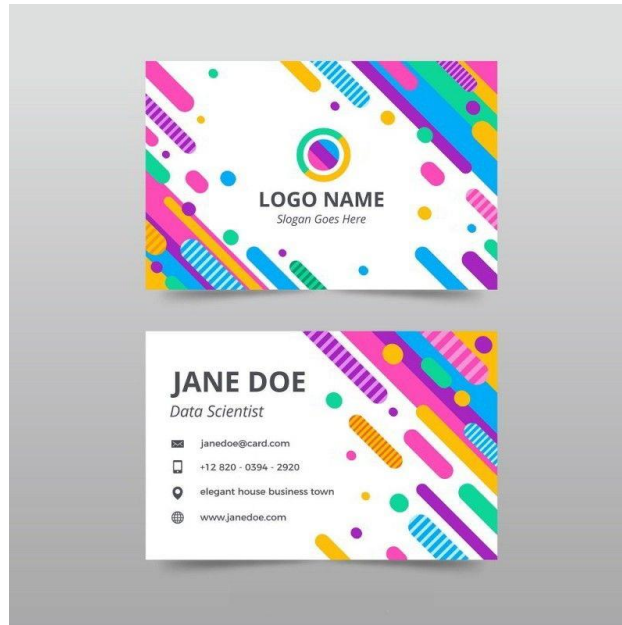 LOGO NAME
Slogan Goes Here
JANE DOE
Data Scientist
janedoe@card.com
+12 820 - 0394 - 2920
elegant house business town
www.janedoe.com